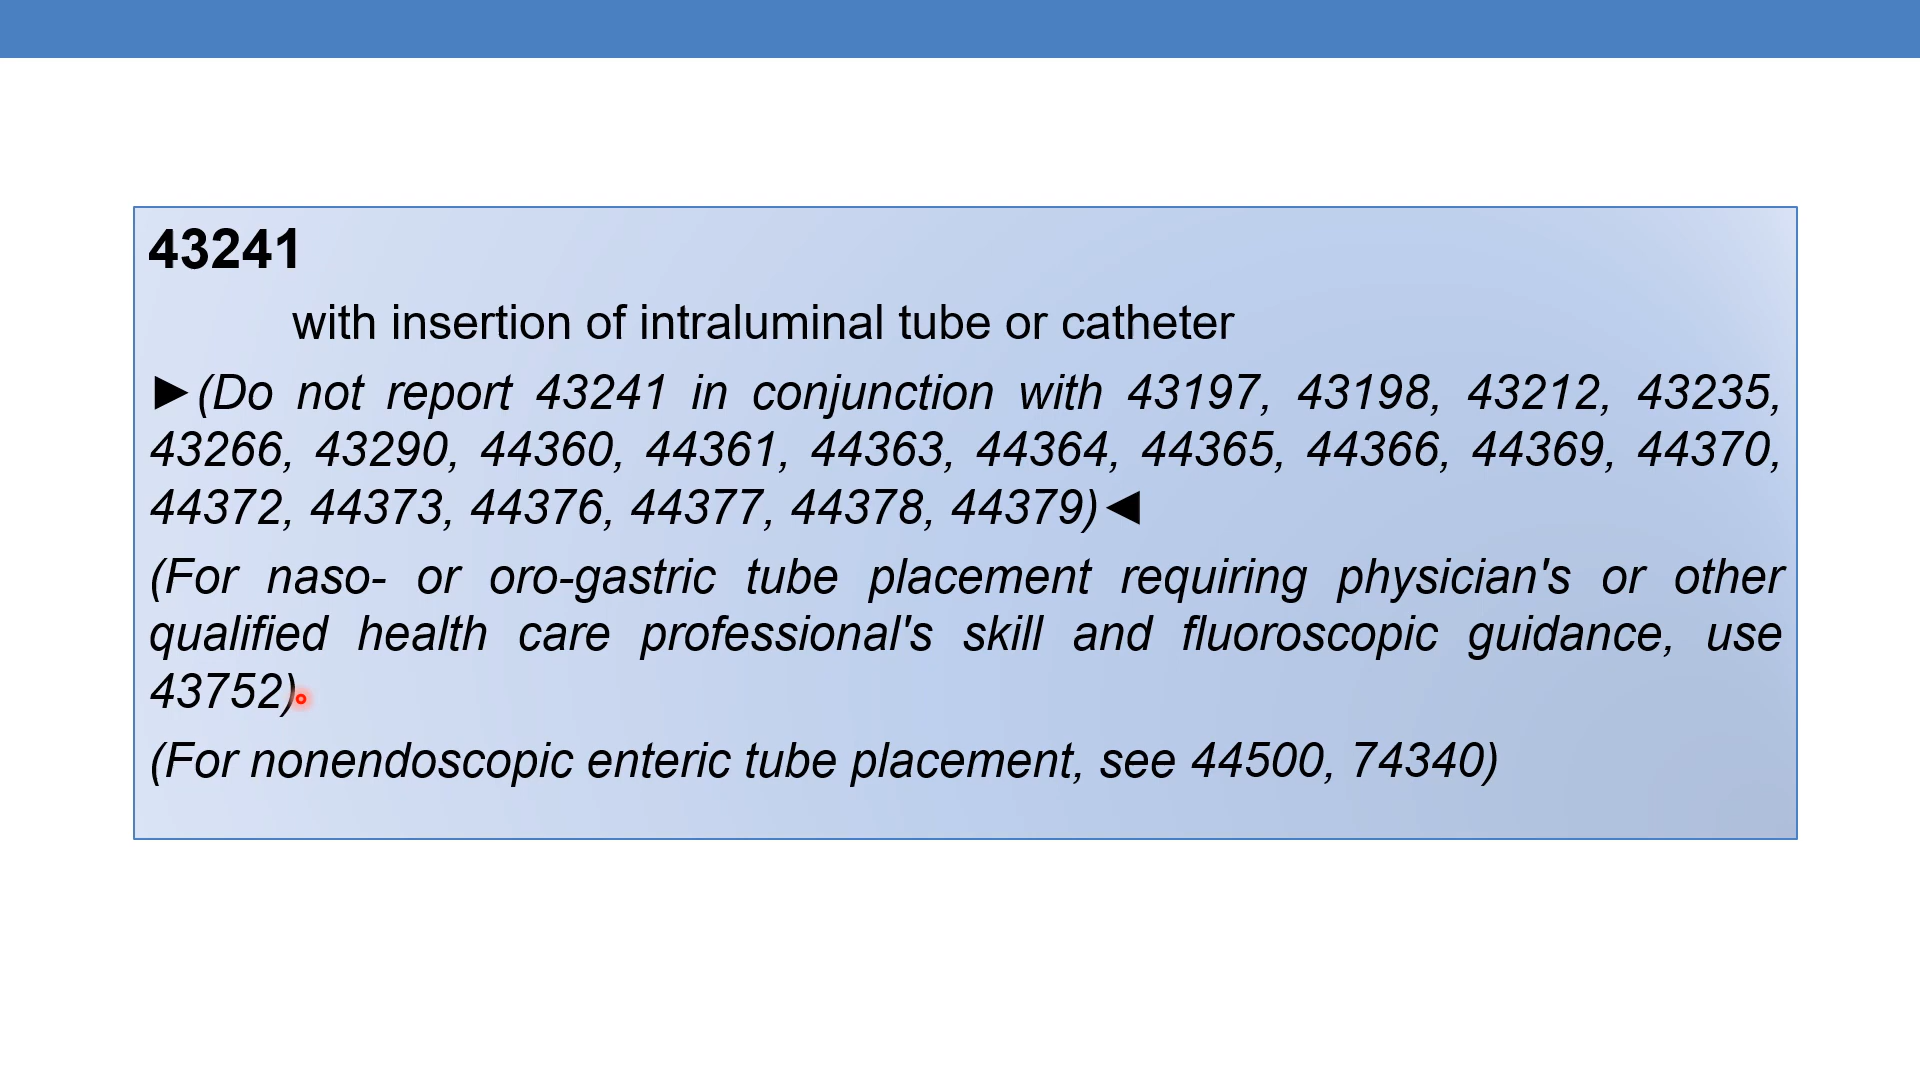 43241
with insertion of intraluminal tube or catheter
►(Do not report 43241 in conjunction with 43197, 43198, 43212, 43235,
43266, 43290, 44360, 44361, 44363, 44364, 44365, 44366, 44369, 44370,
44372, 44373, 44376, 44377, 44378, 44379)◄
(For naso- or oro-gastric tube placement requiring physician's or other
qualified health care professional's skill and fluoroscopic guidance, use
43752)
(For nonendoscopic enteric tube placement, see 44500, 74340)